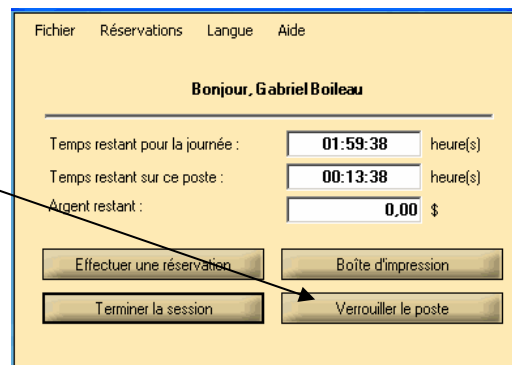 Fichier Réservations Langue Aide
Bonjour, Gabriel Boileau
Temps restant pour la journée : 01:59:38 heure(s)
Temps restant sur ce poste : 00:13:38 heure(s)
Argent restant : 0,00 $
Effectuer une réservation Boîte d'impression
Terminer la session Verrouiller le poste